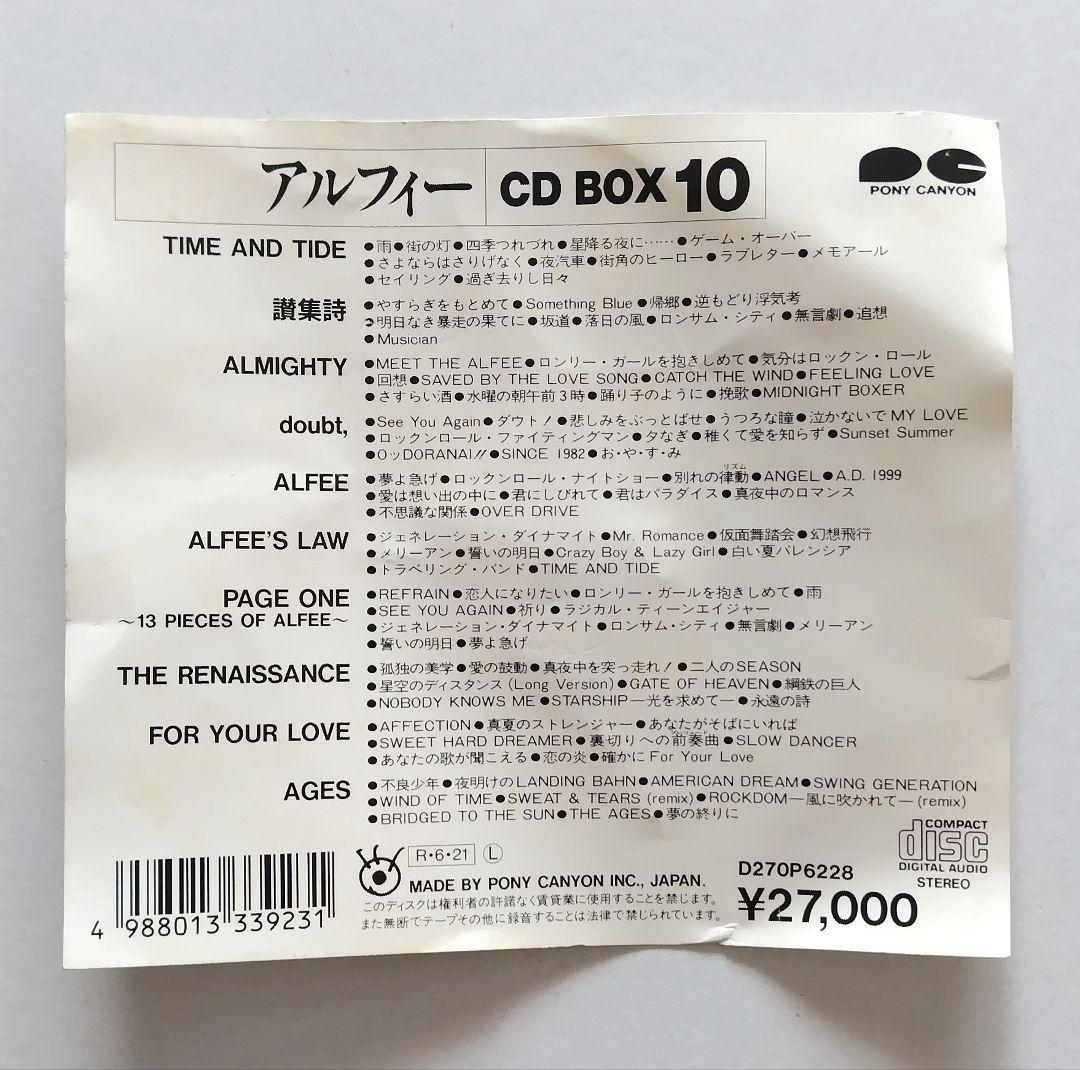 アルフィー CD BOX 10
PONY CANYON
TIME AND TIDE ●雨●街の灯●四季つれづれ●星降る夜に……●ゲーム・オーバー
●さよならはさりげなく●夜汽車●街角のヒーロー●ラブレター●メモアール
●セイリング●過ぎ去りし日々
讃集詩 ●やすらぎをもとめて●Something Blue●帰郷●逆もどり浮気考
●明日なき暴走の果てに●坂道●落日の風●ロンサム・シティ●無言劇●追想
●Musician
ALMIGHTY ●MEET THE ALFEE●ロンリー・ガールを抱きしめて●気分はロックン・ロール
●回想●SAVED BY THE LOVE SONG●CATCH THE WIND●FEELING LOVE
●さすらい酒●水曜の朝午前3時●踊り子のように●挽歌●MIDNIGHT BOXER
doubt, ●See You Again●ダウト!●悲しみをぶっとばせ●うつろな瞳●泣かないでMY LOVE
●ロックンロール・ファイティングマン●夕なぎ●稚くて愛を知らず●Sunset Summer
●OッDORANAI!!●SINCE 1982●お・や・す・み
ALFEE ●夢よ急げ●ロックンロール・ナイトショー●別れの律動●ANGEL●A.D. 1999
リズム
●愛は想い出の中に●君にしびれて●君はパラダイス●真夜中のロマンス
●不思議な関係●OVER DRIVE
ALFEE'S LAW ●ジェネレーション・ダイナマイト●Mr. Romance●仮面舞踏会●幻想飛行
●メリーアン●誓いの明日●Crazy Boy & Lazy Girl●白い夏バレンシア
●トラベリング・バンド●TIME AND TIDE
PAGE ONE ●REFRAIN●恋人になりたい●ロンリー・ガールを抱きしめて●雨
～13 PIECES OF ALFEE～ ●SEE YOU AGAIN●祈り●ラジカル・ティーンエイジャー
●ジェネレーション・ダイナマイト●ロンサム・シティ●無言劇●メリーアン
●誓いの明日●夢よ急げ
THE RENAISSANCE ●孤独の美学●愛の鼓動●真夜中を突っ走れ!●二人のSEASON
●星空のディスタンス(Long Version)●GATE OF HEAVEN●鋼鉄の巨人
●NOBODY KNOWS ME●STARSHIP—光を求めて—●永遠の詩
FOR YOUR LOVE ●AFFECTION●真夏のストレンジャー●あなたがそばにいれば
●SWEET HARD DREAMER●裏切りへの前奏曲●SLOW DANCER
●あなたの歌が聞こえる●恋の炎●確かにFor Your Love
AGES ●不良少年●夜明けのLANDING BAHN●AMERICAN DREAM●SWING GENERATION
●WIND OF TIME●SWEAT & TEARS (remix)●ROCKDOM—風に吹かれて—(remix)
●BRIDGED TO THE SUN●THE AGES●夢の終りに
4 988013 339231
R・6・21 Ⓛ
MADE BY PONY CANYON INC., JAPAN.
このディスクは権利者の許諾なく賃貸業に使用することを禁じます。
また無断でテープその他に録音することは法律で禁じられています。
D270P6228
¥27,000
COMPACT
disc
DIGITAL AUDIO
STEREO